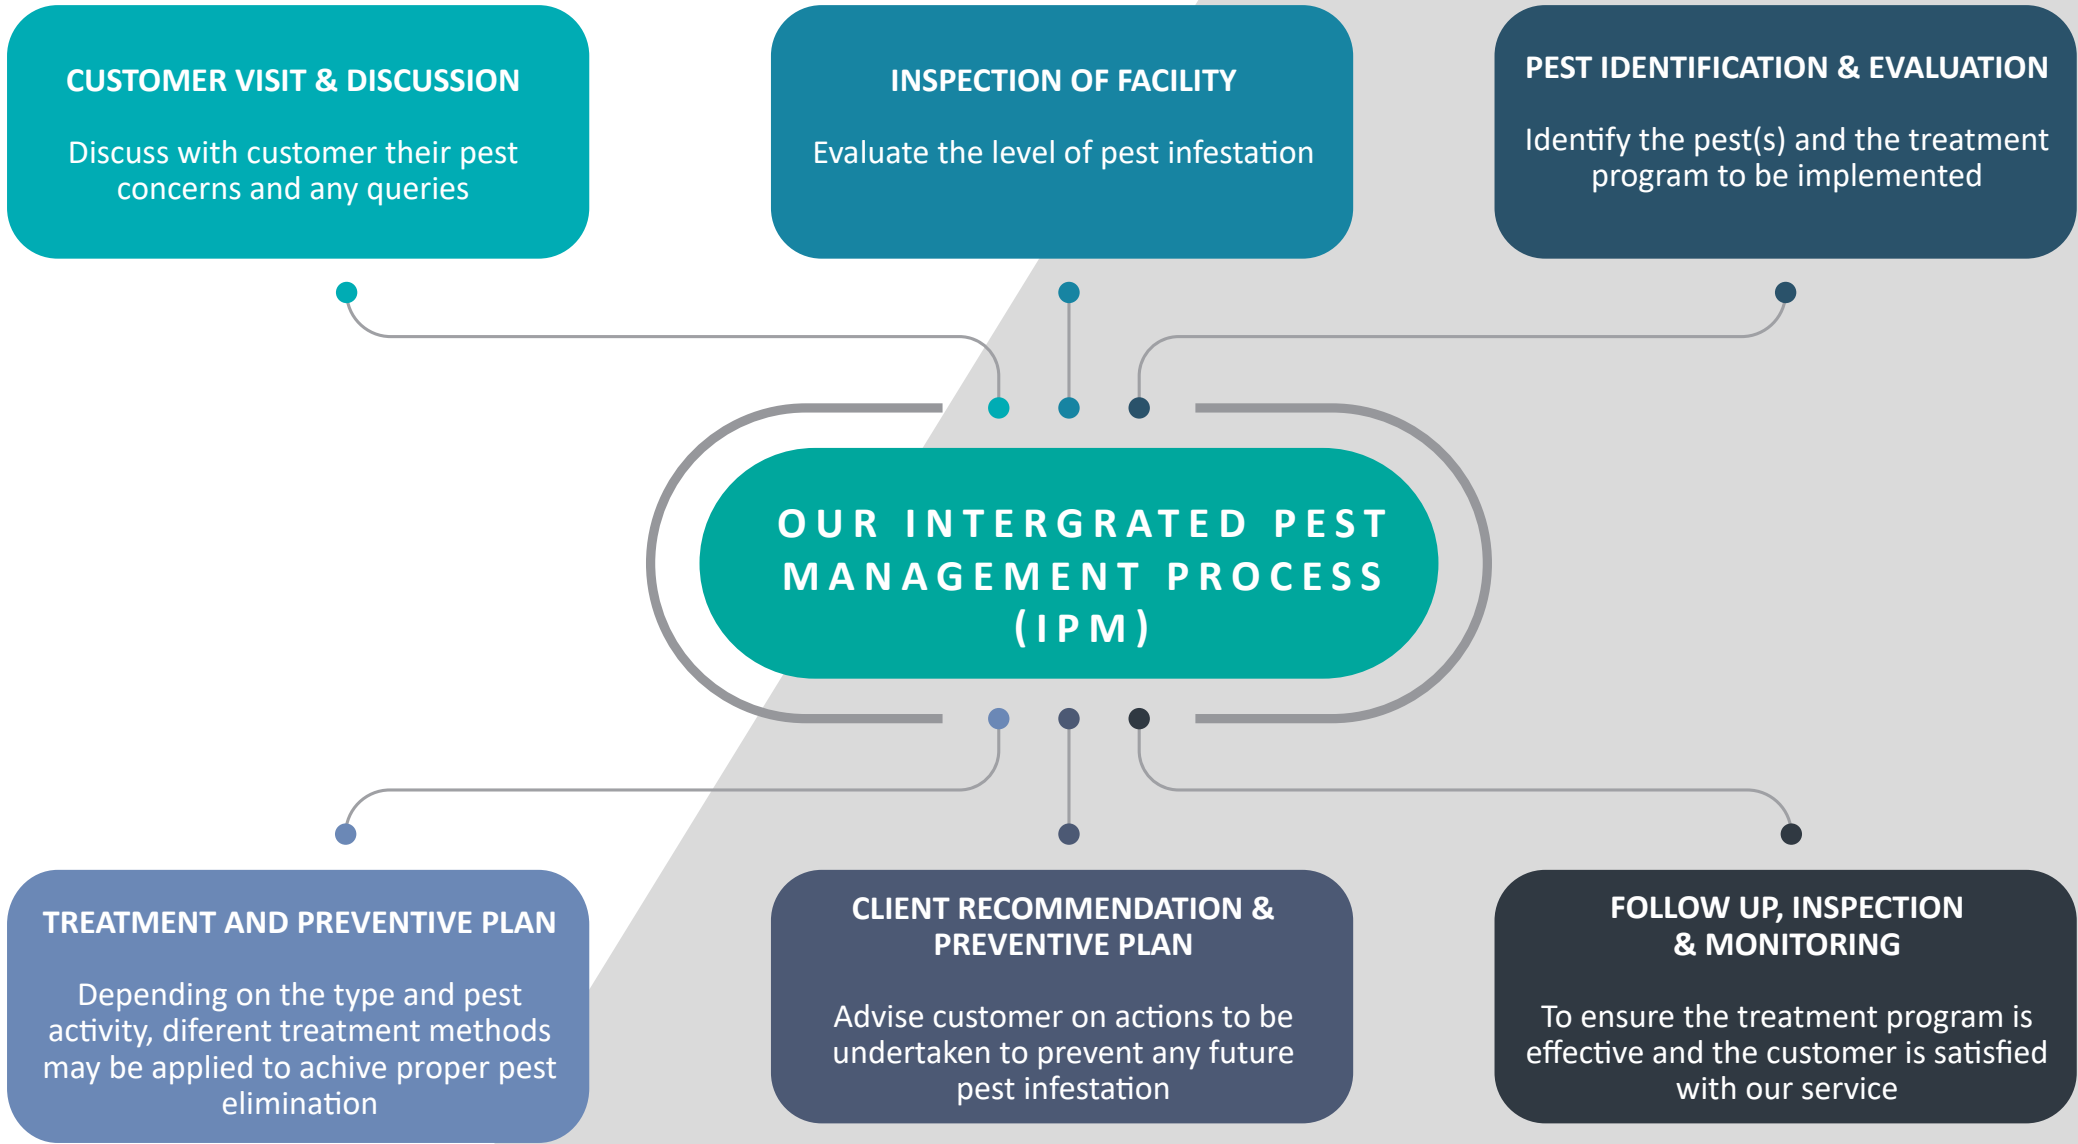 CUSTOMER VISIT & DISCUSSION
Discuss with customer their pest
concerns and any queries
INSPECTION OF FACILITY
Evaluate the level of pest infestation
PEST IDENTIFICATION & EVALUATION
Identify the pest(s) and the treatment
program to be implemented
OUR INTERGRATED PEST
MANAGEMENT PROCESS
(IPM)
TREATMENT AND PREVENTIVE PLAN
Depending on the type and pest
activity, diferent treatment methods
may be applied to achive proper pest
elimination
CLIENT RECOMMENDATION &
PREVENTIVE PLAN
Advise customer on actions to be
undertaken to prevent any future
pest infestation
FOLLOW UP, INSPECTION
& MONITORING
To ensure the treatment program is
effective and the customer is satisfied
with our service